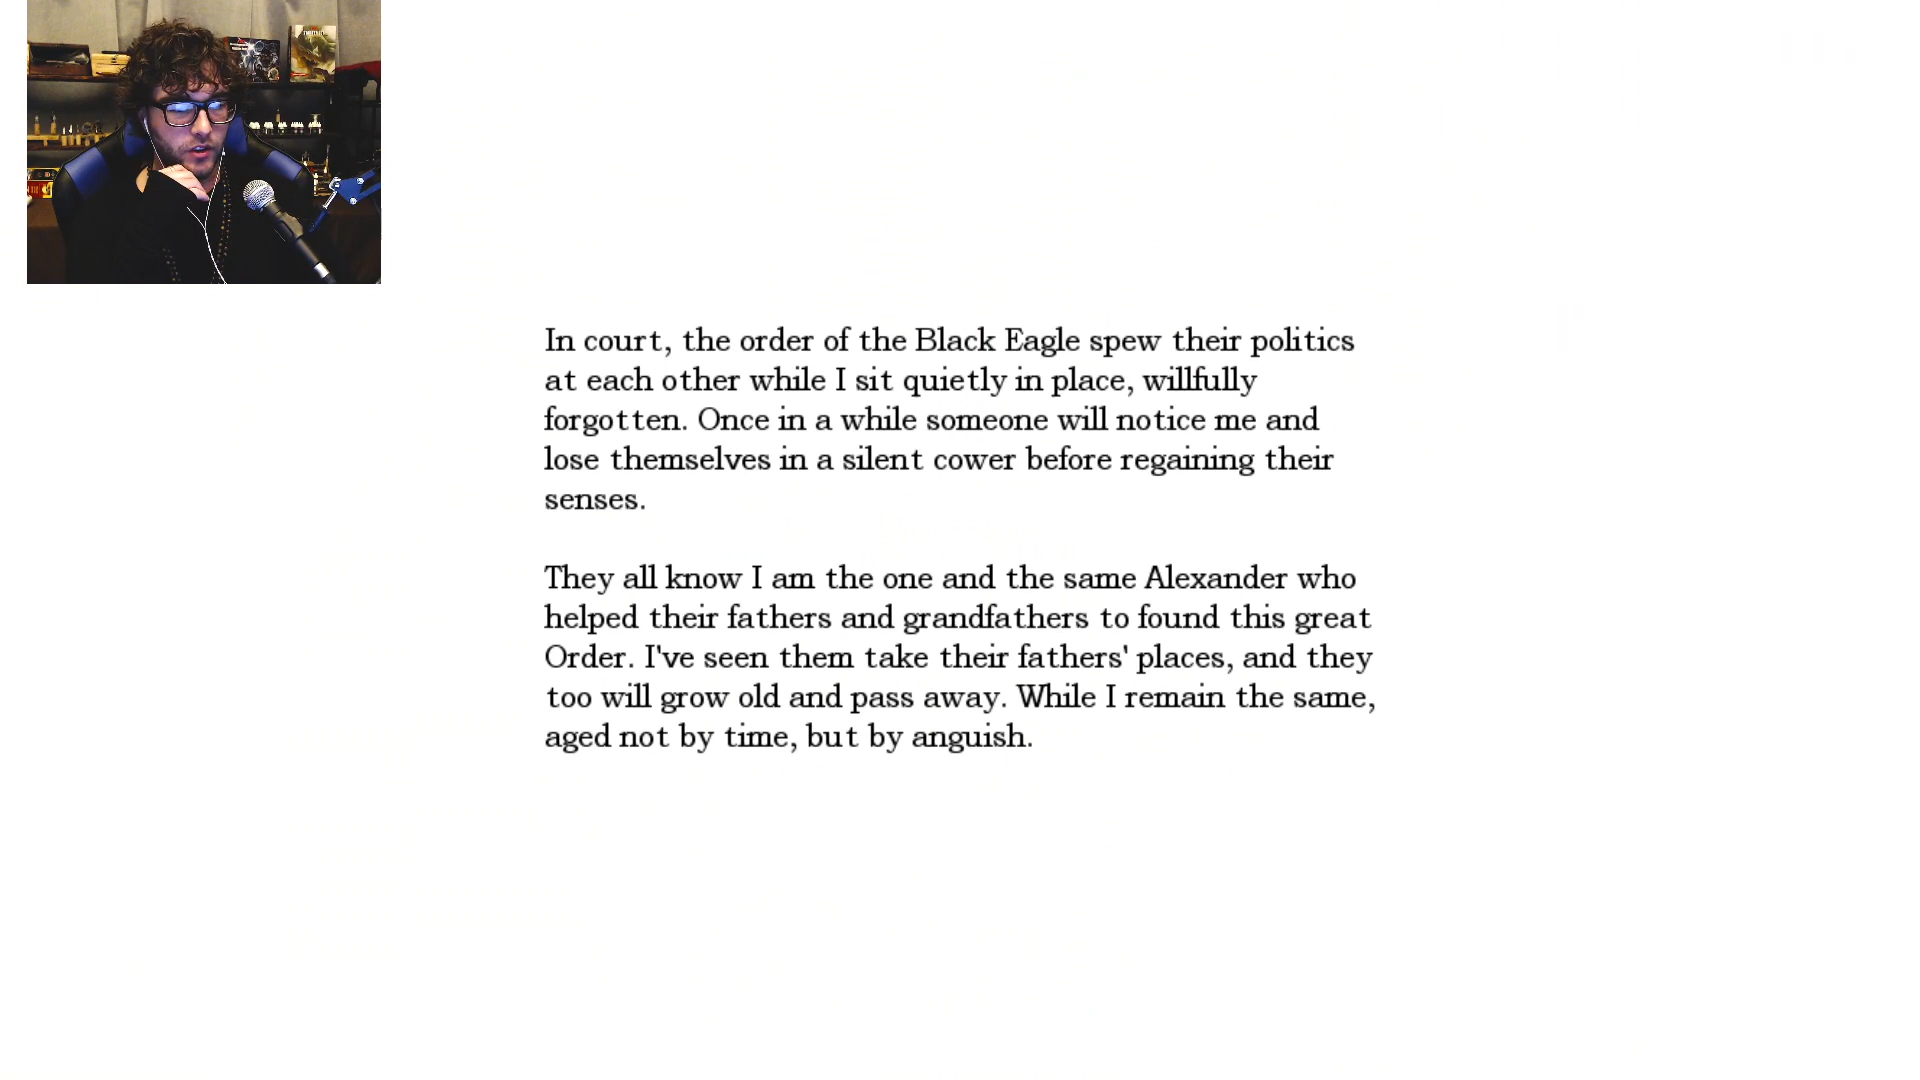 In court, the order of the Black Eagle spew their politics
at each other while I sit quietly in place, willfully
forgotten. Once in a while someone will notice me and
lose themselves in a silent cower before regaining their
senses.
They all know I am the one and the same Alexander who
helped their fathers and grandfathers to found this great
Order. I've seen them take their fathers' places, and they
too will grow old and pass away. While I remain the same,
aged not by time, but by anguish.